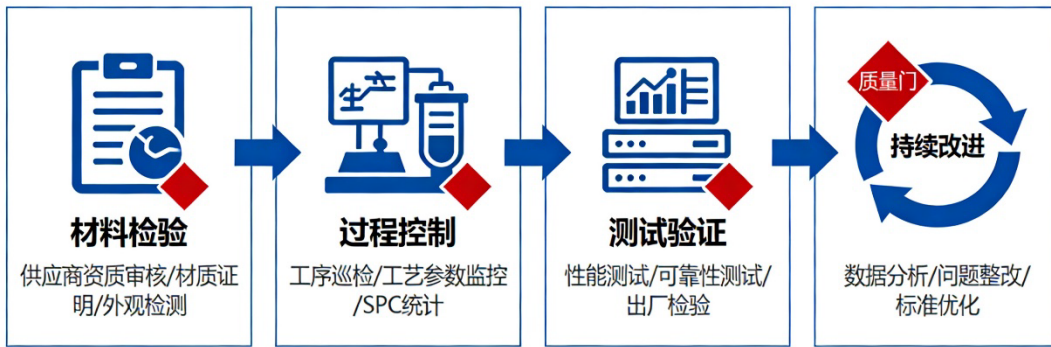 材料检验
供应商资质审核/材质证
明/外观检测
过程控制
工序巡检/工艺参数监控
/SPC统计
测试验证
性能测试/可靠性测试/
出厂检验
质量门
持续改进
数据分析/问题整改/
标准优化